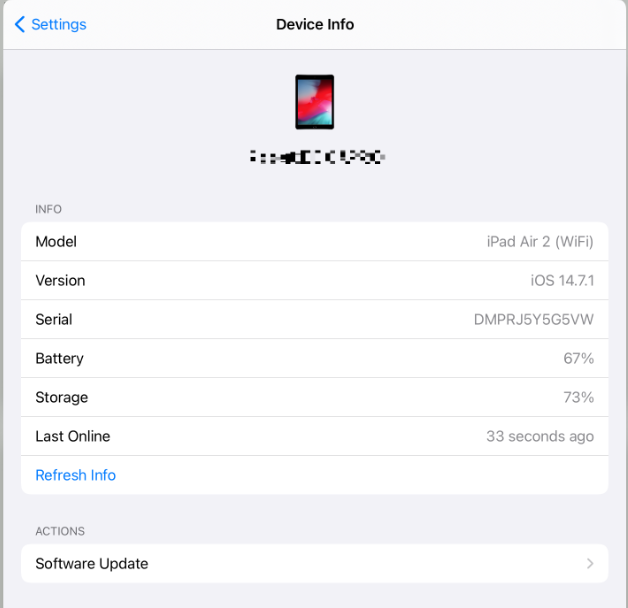 Settings
Device Info
INFO
Model iPad Air 2 (WiFi)
Version iOS 14.7.1
Serial DMPRJ5Y5G5VW
Battery 67%
Storage 73%
Last Online 33 seconds ago
Refresh Info
ACTIONS
Software Update